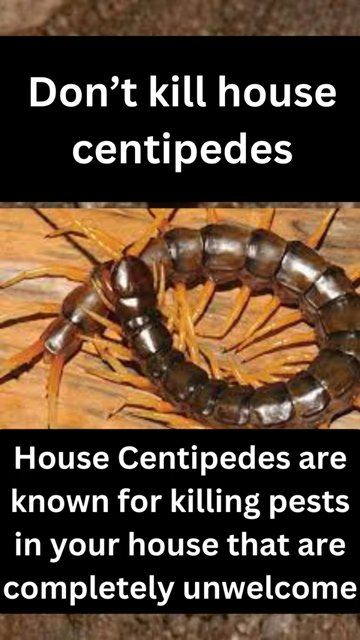 Don’t kill house
centipedes
House Centipedes are
known for killing pests
in your house that are
completely unwelcome